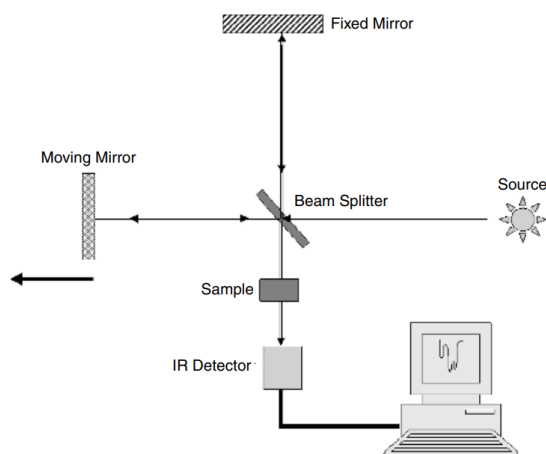 Fixed Mirror
Moving Mirror
Source
Beam Splitter
Sample
IR Detector